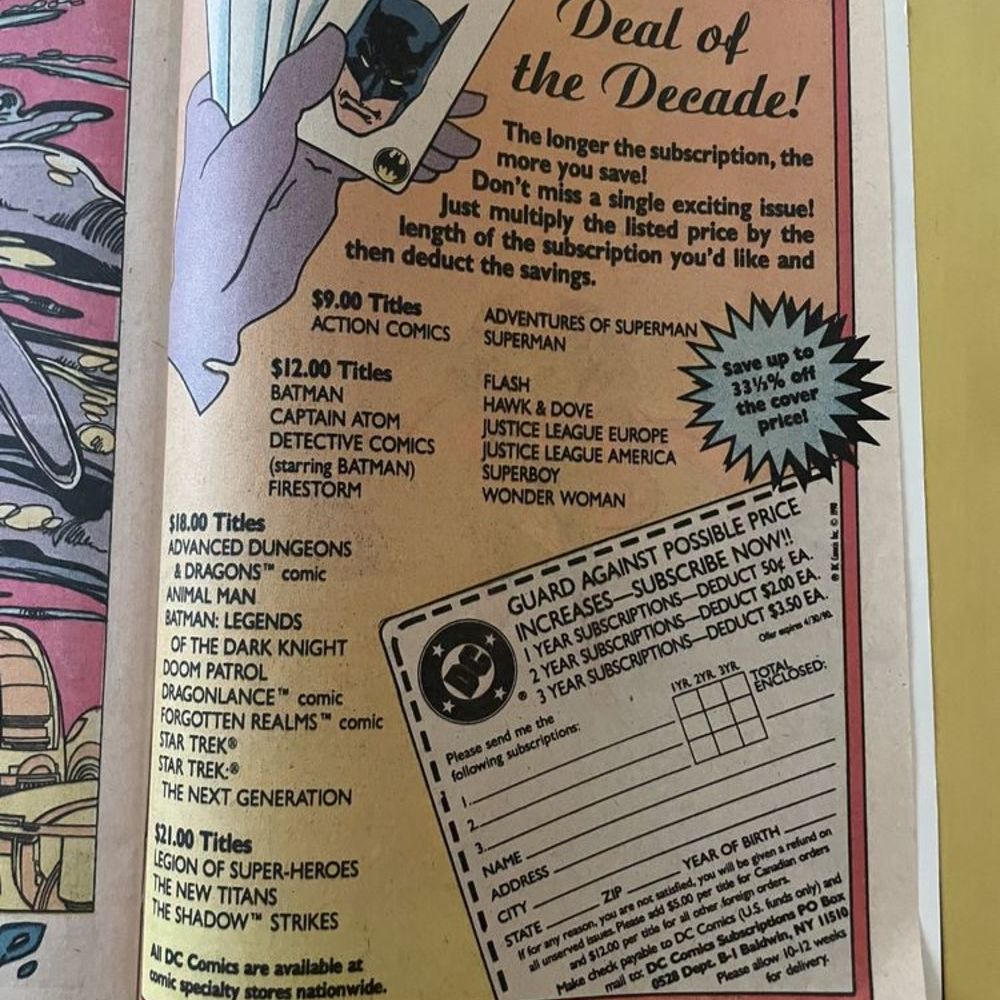 Deal of
the Decade!
The longer the subscription, the
more you save!
Don't miss a single exciting issue!
Just multiply the listed price by the
length of the subscription you'd like and
then deduct the savings.
$9.00 Titles
ACTION COMICS
ADVENTURES OF SUPERMAN
SUPERMAN
Save up to
33⅓% off
the cover
price!
$12.00 Titles
BATMAN
CAPTAIN ATOM
DETECTIVE COMICS
(starring BATMAN)
FIRESTORM
FLASH
HAWK & DOVE
JUSTICE LEAGUE EUROPE
JUSTICE LEAGUE AMERICA
SUPERBOY
WONDER WOMAN
$18.00 Titles
ADVANCED DUNGEONS
& DRAGONS™ comic
ANIMAL MAN
BATMAN: LEGENDS
OF THE DARK KNIGHT
DOOM PATROL
DRAGONLANCE™ comic
FORGOTTEN REALMS™ comic
STAR TREK®
STAR TREK:®
THE NEXT GENERATION
$21.00 Titles
LEGION OF SUPER-HEROES
THE NEW TITANS
THE SHADOW™ STRIKES
All DC Comics are available at
comic specialty stores nationwide.
® DC Comics Inc. © 1990
GUARD AGAINST POSSIBLE PRICE
INCREASES—SUBSCRIBE NOW!!
1 YEAR SUBSCRIPTIONS—DEDUCT 50¢ EA.
2 YEAR SUBSCRIPTIONS—DEDUCT $2.00 EA.
3 YEAR SUBSCRIPTIONS—DEDUCT $3.50 EA.
Offer expires 4/30/90.
DC
®
Please send me the
following subscriptions:
1YR. 2YR 3YR.
TOTAL
ENCLOSED:
1.
2.
3.
NAME
ADDRESS
CITY
STATE ZIP YEAR OF BIRTH
If for any reason, you are not satisfied, you will be given a refund on
all unserved issues. Please add $5.00 per title for Canadian orders
and $12.00 per title for all other foreign orders.
Make check payable to DC Comics (U.S. funds only) and
mail to: DC Comics Subscriptions PO Box
0528 Dept. B-1 Baldwin, NY 11510
Please allow 10-12 weeks
for delivery.